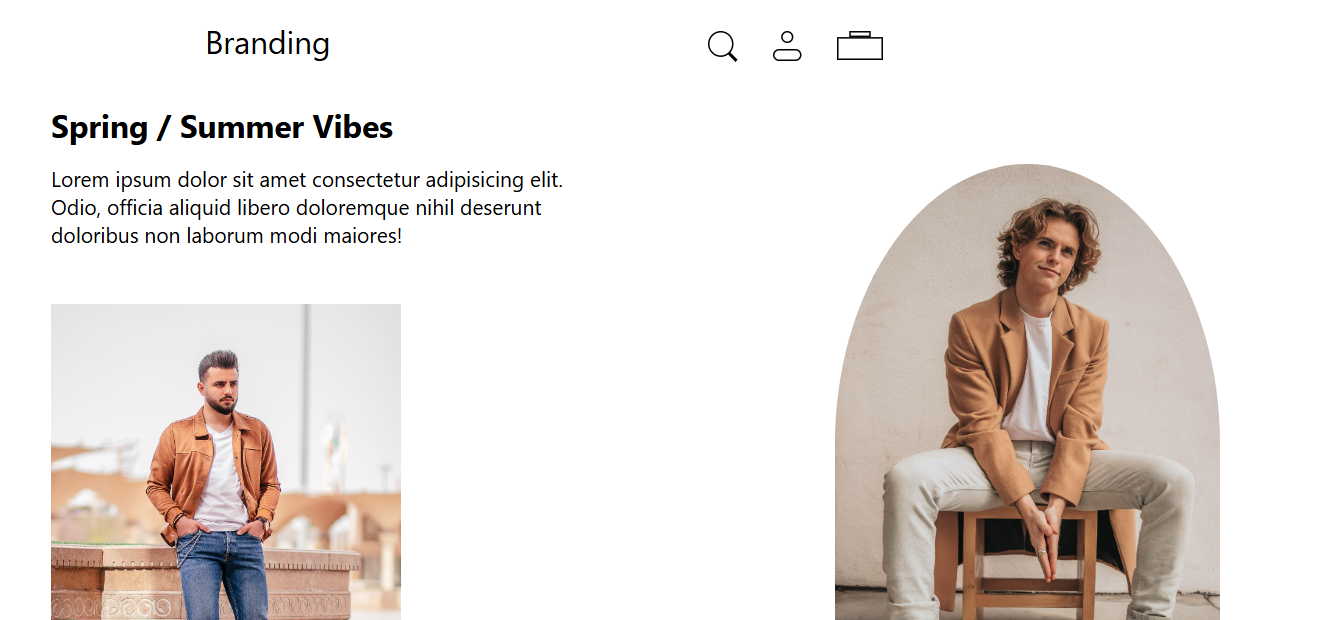 Branding
Spring / Summer Vibes
Lorem ipsum dolor sit amet consectetur adipisicing elit.
Odio, officia aliquid libero doloremque nihil deserunt
doloribus non laborum modi maiores!